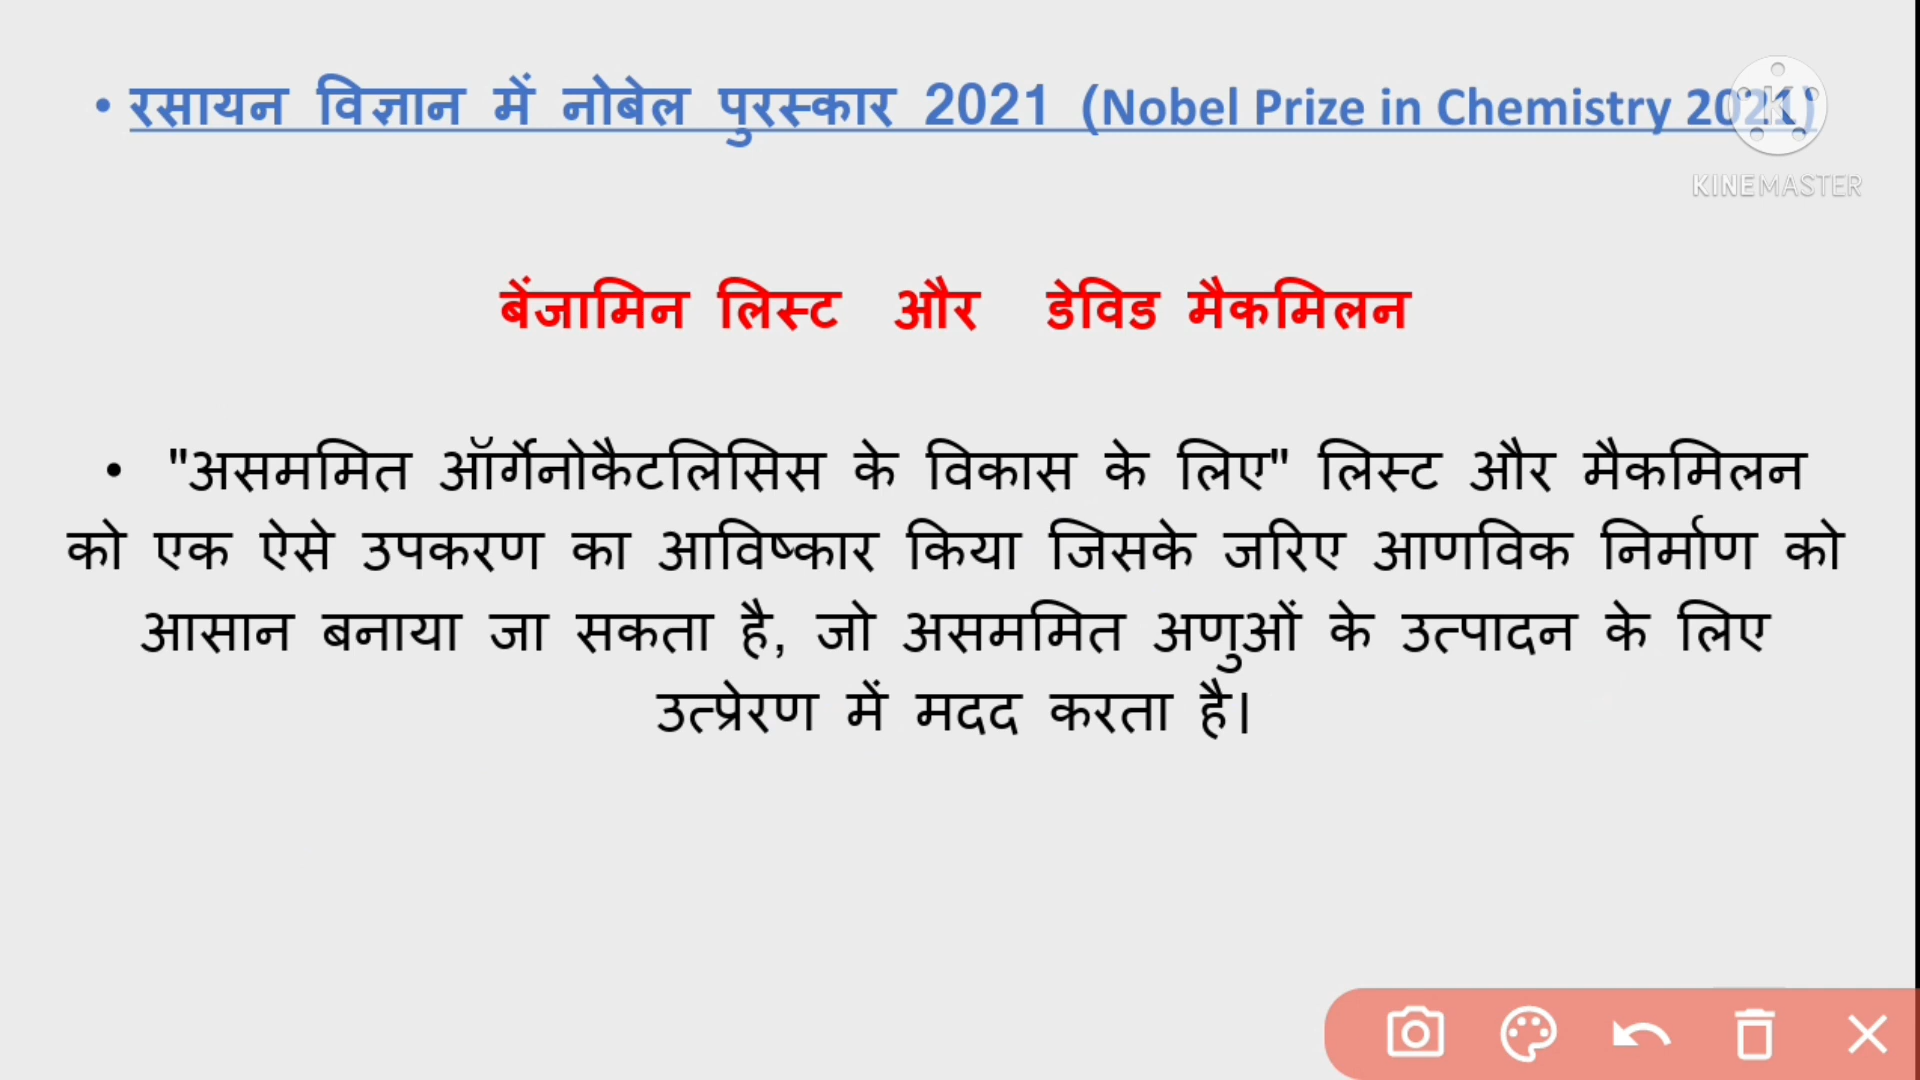 • रसायन विज्ञान में नोबेल पुरस्कार 2021 (Nobel Prize in Chemistry 2021)
KINEMASTER
बेंजामिन लिस्ट और डेविड मैकमिलन
• "असममित ऑर्गेनोकैटलिसिस के विकास के लिए" लिस्ट और मैकमिलन
को एक ऐसे उपकरण का आविष्कार किया जिसके जरिए आणविक निर्माण को
आसान बनाया जा सकता है, जो असममित अणुओं के उत्पादन के लिए
उत्प्रेरण में मदद करता है।